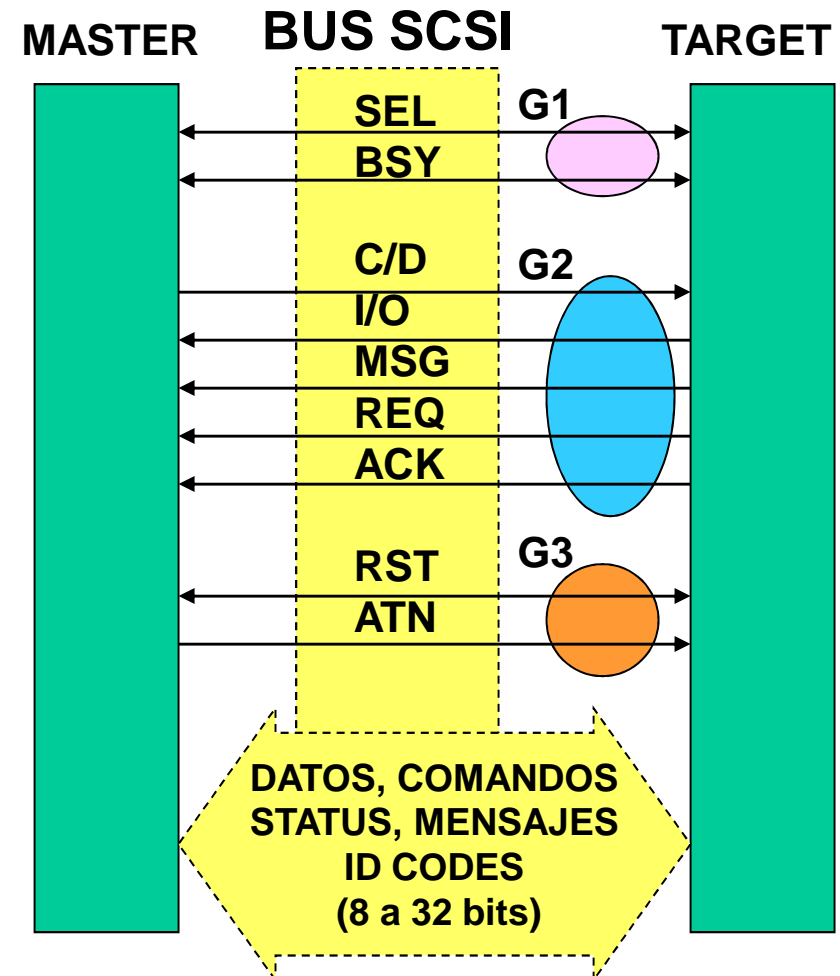 MASTER
BUS SCSI
TARGET
SEL
G1
BSY
C/D
G2
I/O
MSG
REQ
ACK
G3
RST
ATN
DATOS, COMANDOS
STATUS, MENSAJES
ID CODES
(8 a 32 bits)